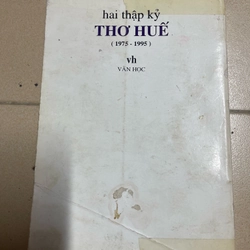 hai thập kỷ
THƠ HUẾ
( 1975 - 1995 )
vh
VĂN HỌC